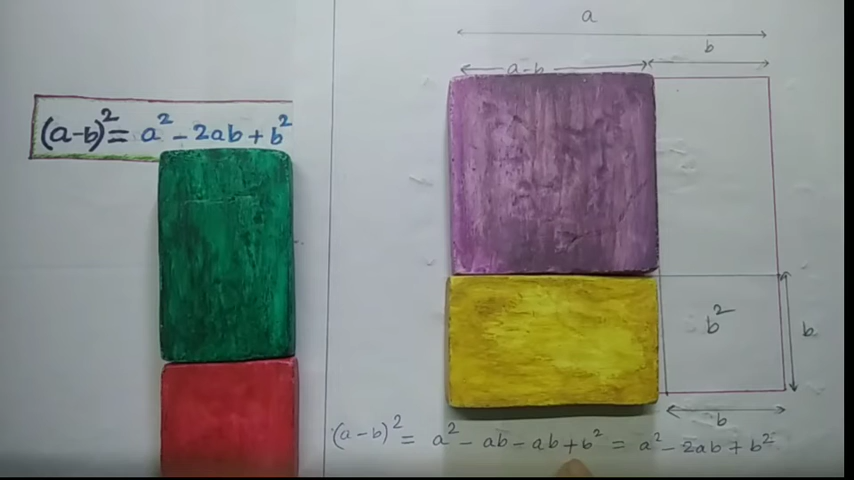 (a-b)² = a² - 2ab + b²
a
b
a-b
b²
b
b
(a-b)² = a² - ab - ab + b² = a² - 2ab + b²